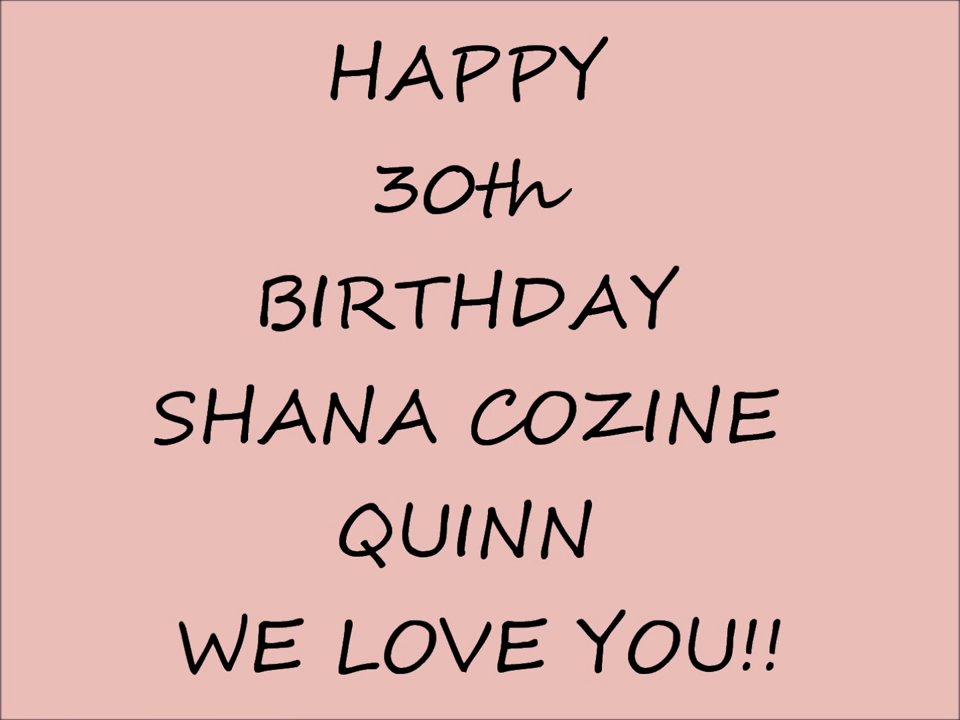 HAPPY
30th
BIRTHDAY
SHANA COZINE
QUINN
WE LOVE YOU!!